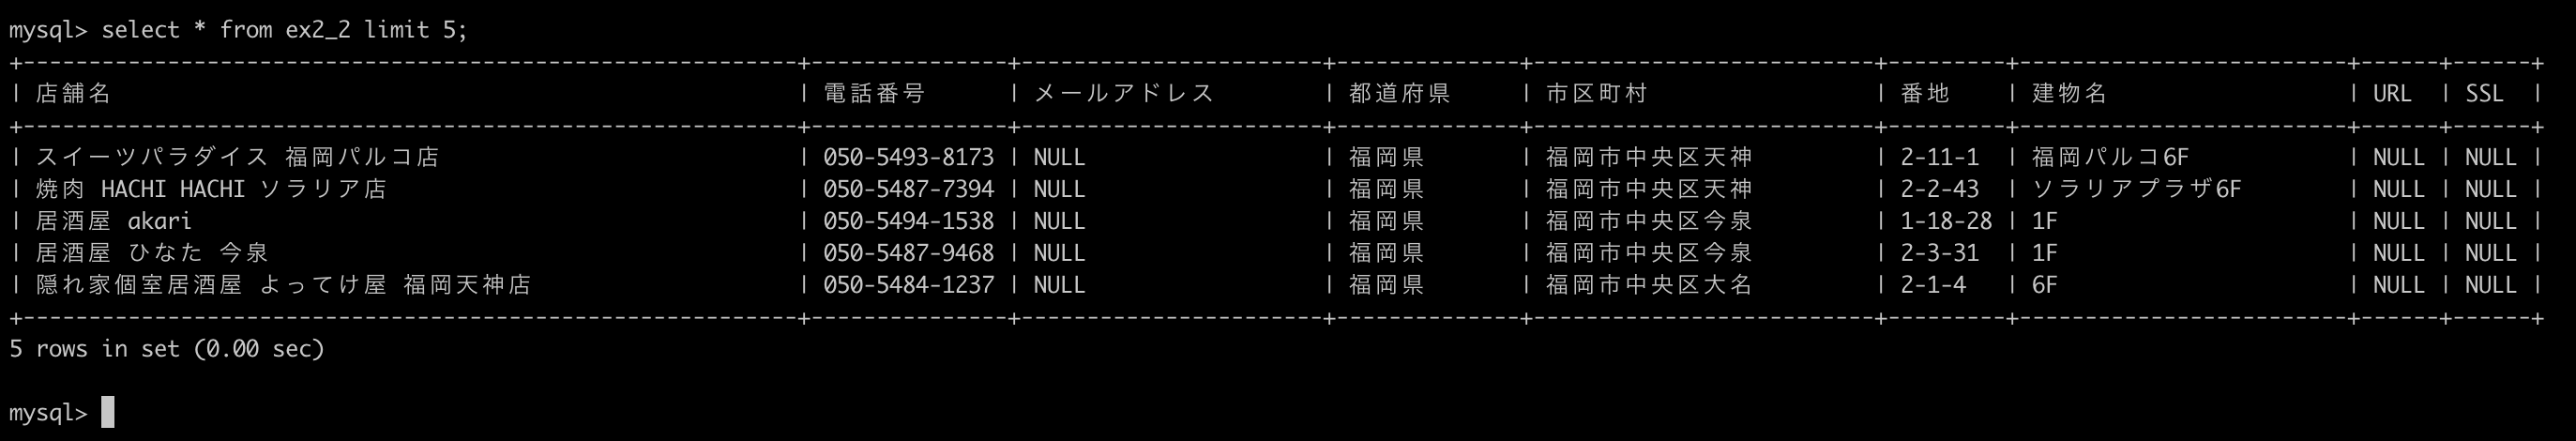 mysql> select * from ex2_2 limit 5;
+-----------------------------------------------------------+---------------+-----------------------+--------------+--------------------------+---------+-------------------------+------+------+
| 店舗名 | 電話番号 | メールアドレス | 都道府県 | 市区町村 | 番地 | 建物名 | URL | SSL |
+-----------------------------------------------------------+---------------+-----------------------+--------------+--------------------------+---------+-------------------------+------+------+
| スイーツパラダイス 福岡パルコ店 | 050-5493-8173 | NULL | 福岡県 | 福岡市中央区天神 | 2-11-1 | 福岡パルコ6F | NULL | NULL |
| 焼肉 HACHI HACHI ソラリア店 | 050-5487-7394 | NULL | 福岡県 | 福岡市中央区天神 | 2-2-43 | ソラリアプラザ6F | NULL | NULL |
| 居酒屋 akari | 050-5494-1538 | NULL | 福岡県 | 福岡市中央区今泉 | 1-18-28 | 1F | NULL | NULL |
| 居酒屋 ひなた 今泉 | 050-5487-9468 | NULL | 福岡県 | 福岡市中央区今泉 | 2-3-31 | 1F | NULL | NULL |
| 隠れ家個室居酒屋 よってけ屋 福岡天神店 | 050-5484-1237 | NULL | 福岡県 | 福岡市中央区大名 | 2-1-4 | 6F | NULL | NULL |
+-----------------------------------------------------------+---------------+-----------------------+--------------+--------------------------+---------+-------------------------+------+------+
5 rows in set (0.00 sec)
mysql>